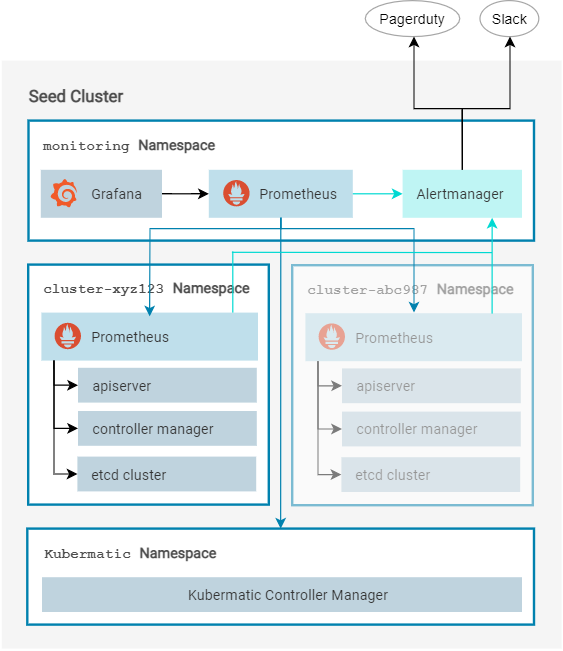 Pagerduty
Slack
Seed Cluster
monitoring Namespace
Grafana
Prometheus
Alertmanager
cluster-xyz123 Namespace
Prometheus
apiserver
controller manager
etcd cluster
cluster-abc987 Namespace
Prometheus
apiserver
controller manager
etcd cluster
Kubermatic Namespace
Kubermatic Controller Manager